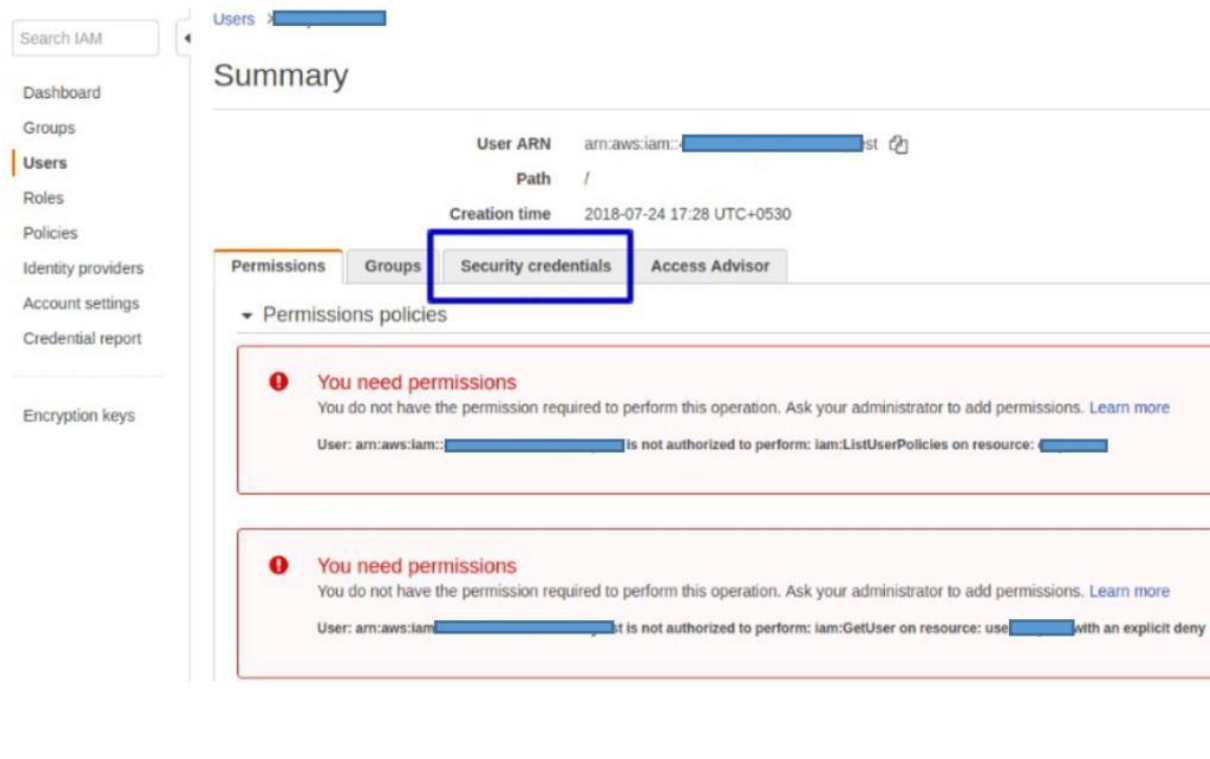 Users >
Search IAM
Summary
Dashboard
Groups
Users
Roles
Policies
Identity providers
Account settings
Credential report
Encryption keys
User ARN arn:aws:iam::
Path /
Creation time 2018-07-24 17:28 UTC+0530
Permissions Groups Security credentials Access Advisor
Permissions policies
You need permissions
You do not have the permission required to perform this operation. Ask your administrator to add permissions. Learn more
User: arn:aws:iam:: is not authorized to perform: iam:ListUserPolicies on resource:
You need permissions
You do not have the permission required to perform this operation. Ask your administrator to add permissions. Learn more
User: arn:aws:iam is not authorized to perform: iam:GetUser on resource: with an explicit deny